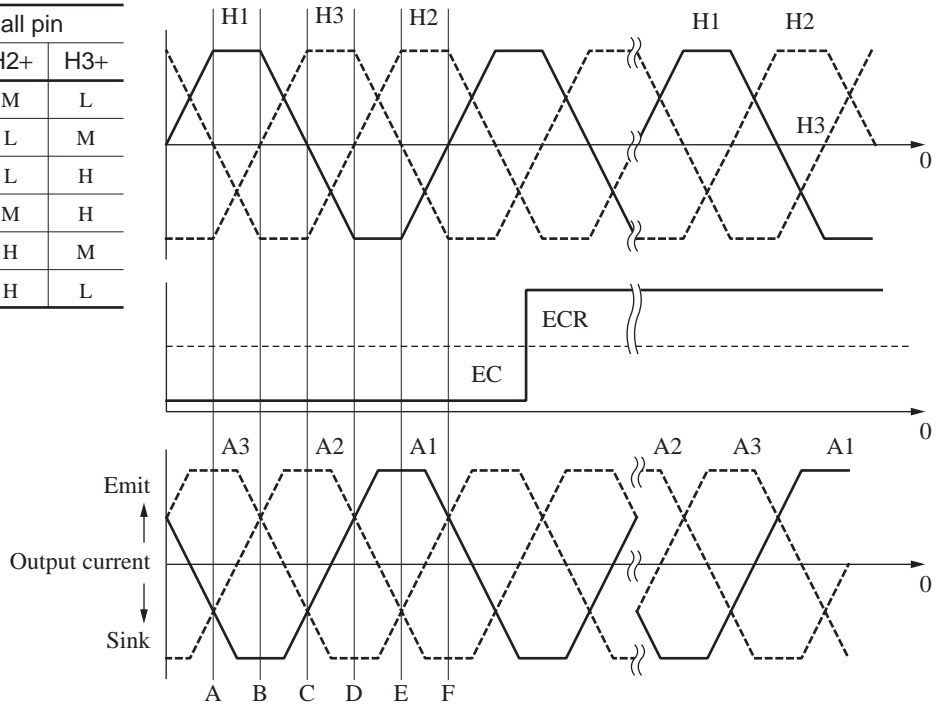 all pin
H2+ H3+
M L
L M
L H
M H
H M
H L
H1 H3 H2 H1 H2
H3
0
ECR
EC
0
A3 A2 A1 A2 A3 A1
Emit
Output current
0
Sink
A B C D E F